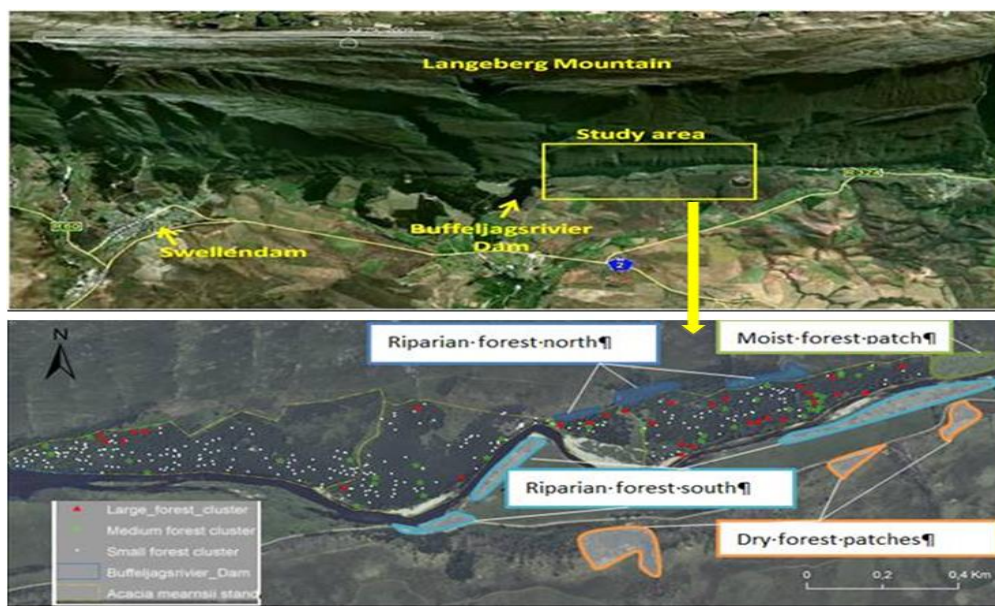 Langeberg Mountain
Study area
Buffeljagsrivier
Dam
Swellendam
2
N
Riparian·forest·north¶
Moist·forest·patch¶
Riparian·forest·south¶
Dry·forest·patches¶
Large_forest_cluster
Medium forest cluster
Small forest cluster
Buffeljagsrivier_Dam
Acacia mearnsii stand
0 0,2 0,4 Km